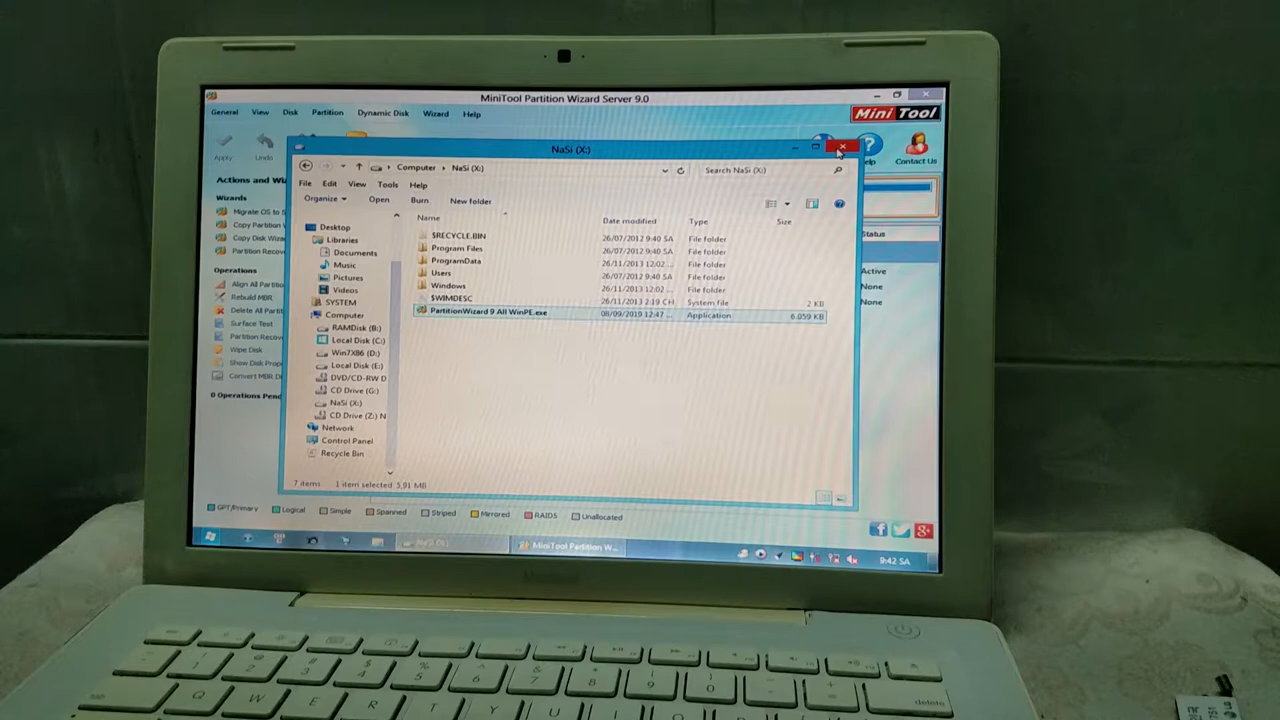 MiniTool Partition Wizard Server 9.0
General View Disk Partition Dynamic Disk Wizard Help
Mini Tool
Apply Undo
Contact Us
NaSi (X:)
Computer NaSi (X:)
Search NaSi (X:)
File Edit View Tools Help
Organize Open Burn New folder
Actions and Wi
Wizards
Migrate OS to S
Copy Partition
Copy Disk Wiza
Partition Recov
Operations
Align All Partitio
Rebuild MBR
Delete All Parti
Surface Test
Partition Recove
Wipe Disk
Show Disk Prop
Convert MBR Di
0 Operations Pend
Desktop
Libraries
Documents
Music
Pictures
Videos
SYSTEM
Computer
RAMDisk (B:)
Local Disk (C:)
Win7X86 (D:)
Local Disk (E:)
DVD/CD-RW D
CD Drive (G:)
NaSi (X:)
CD Drive (Z:) N
Network
Control Panel
Recycle Bin
Name Date modified Type Size
$RECYCLE.BIN 26/07/2012 9:40 SA File folder
Program Files 26/07/2012 9:40 SA File folder
ProgramData 26/11/2013 12:02 ... File folder
Users 26/07/2012 9:40 SA File folder
Windows 26/11/2013 12:02 ... File folder
$WIMDESC 26/11/2013 2:19 CH System file 2 KB
PartitionWizard 9 All WinPE.exe 08/09/2019 12:47 ... Application 6.059 KB
Status
Active
None
None
7 items 1 item selected 5,91 MB
GPT/Primary Logical Simple Spanned Striped Mirrored RAID5 Unallocated
NaSi (X:)
MiniTool Partition W...
9:42 SA
MacBook
delete
Q W E R T Y U